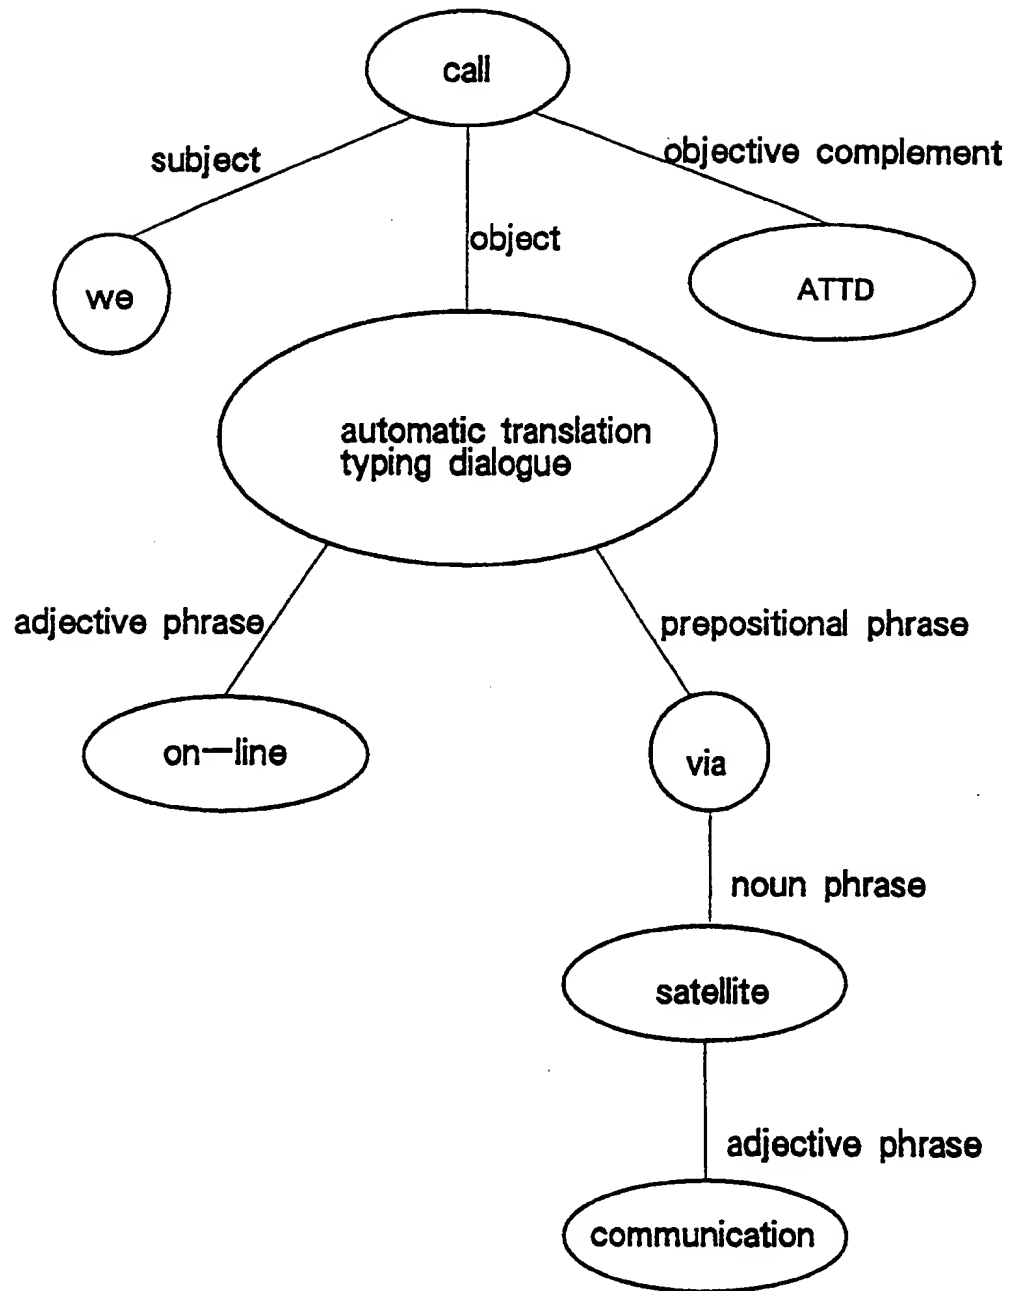 call
subject
objective complement
object
we
ATTD
automatic translation
typing dialogue
adjective phrase
prepositional phrase
on—line
via
noun phrase
satellite
adjective phrase
communication